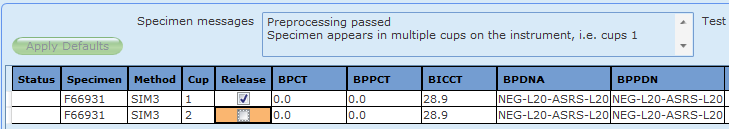 Specimen messages Preprocessing passed Test
Specimen appears in multiple cups on the instrument, i.e. cups 1
Apply Defaults
Status Specimen Method Cup Release BPCT BPPCT BICCT BPDNA BPPDN
F66931 SIM3 1 0.0 0.0 28.9 NEG-L20-ASRS-L20 NEG-L20-ASRS-L20
F66931 SIM3 2 0.0 0.0 28.9 NEG-L20-ASRS-L20 NEG-L20-ASRS-L20